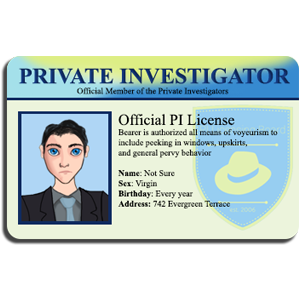 PRIVATE INVESTIGATOR
Official Member of the Private Investigators
Official PI License
Bearer is authorized all means of voyeurism to
include peeking in windows, upskirts,
and general pervy behavior
Name: Not Sure
Sex: Virgin
Birthday: Every year
Address: 742 Evergreen Terrace